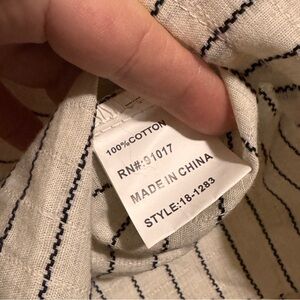 100%COTTON
RN#:91017
MADE IN CHINA
STYLE:18-1283